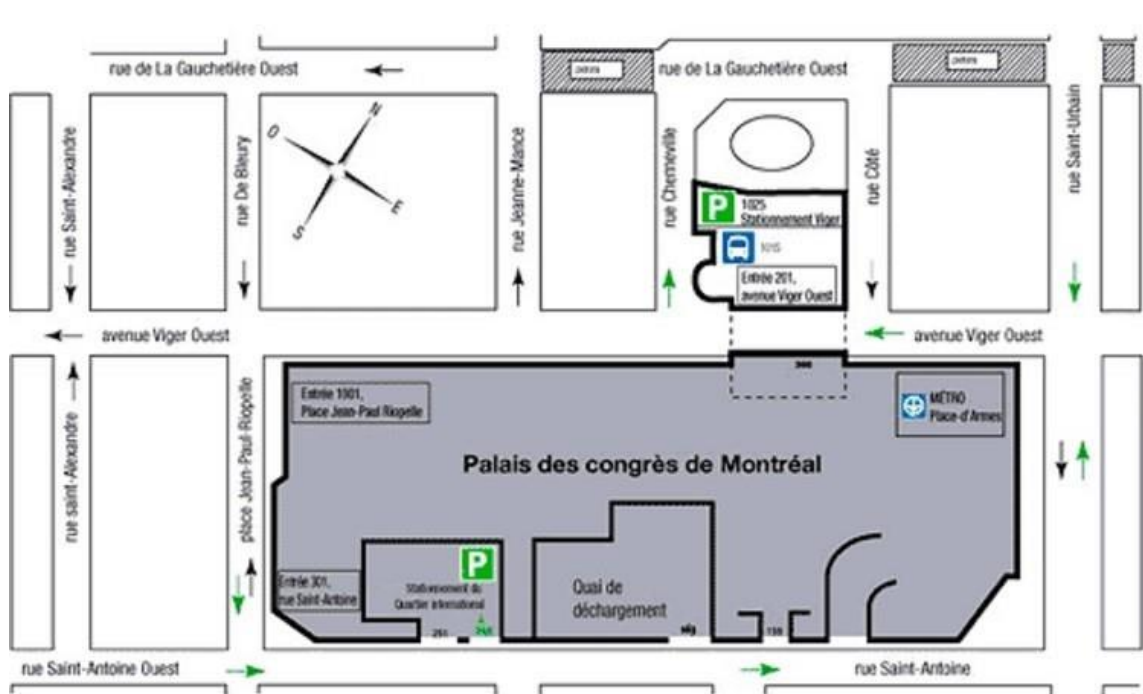 rue de La Gauchetière Ouest
rue de La Gauchetière Ouest
N
O
E
S
rue Saint-Alexandre
rue De Bleury
rue Jeanne-Mance
rue Chenneville
rue Côté
rue Saint-Urbain
P
1025
Stationnement Viger
1015
Entrée 201,
avenue Viger Ouest
avenue Viger Ouest
avenue Viger Ouest
rue saint-Alexandre
place Jean-Paul-Riopelle
Entrée 1001,
Place Jean-Paul Riopelle
MÉTRO
Place-d'Armes
Palais des congrès de Montréal
P
Entrée 301,
rue Saint-Antoine
Stationnement du
Quartier international
Quai de
déchargement
251
rue Saint-Antoine Ouest
rue Saint-Antoine